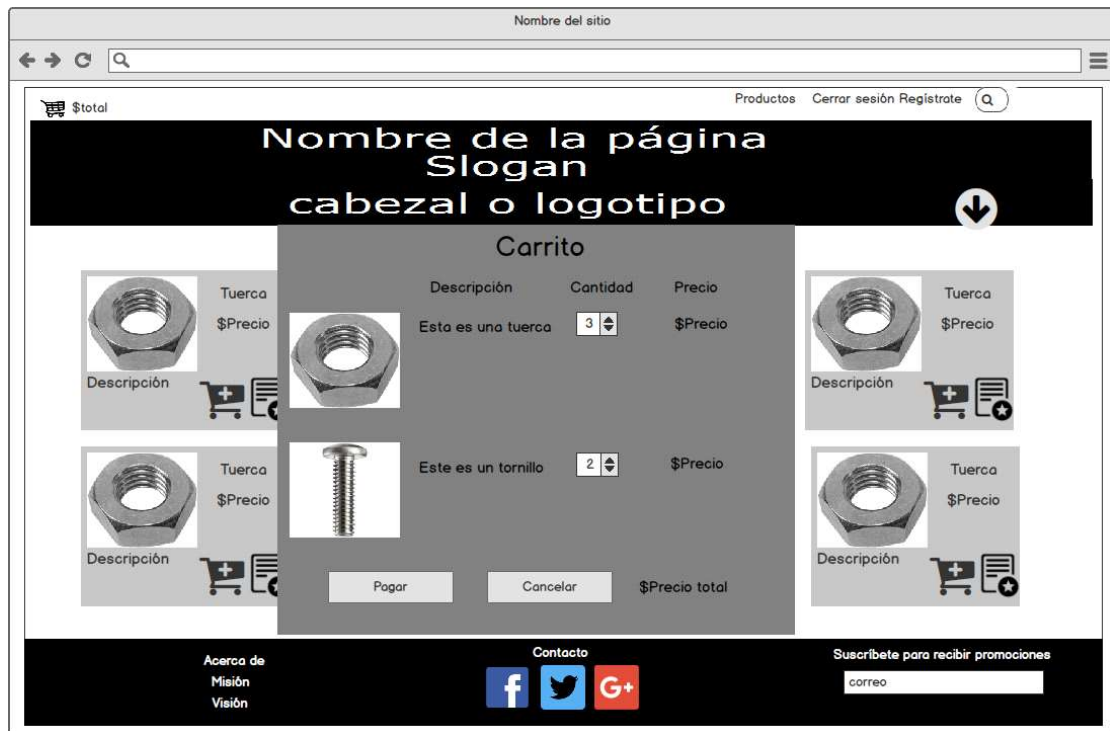 Nombre del sitio
$total
Productos Cerrar sesión Regístrate
Nombre de la página
Slogan
cabezal o logotipo
Carrito
Descripción Cantidad Precio
Esta es una tuerca 3 $Precio
Este es un tornillo 2 $Precio
Pagar Cancelar $Precio total
Tuerca
$Precio
Descripción
Tuerca
$Precio
Descripción
Tuerca
$Precio
Descripción
Tuerca
$Precio
Descripción
Acerca de
Misión
Visión
Contacto
f
G+
Suscríbete para recibir promociones
correo